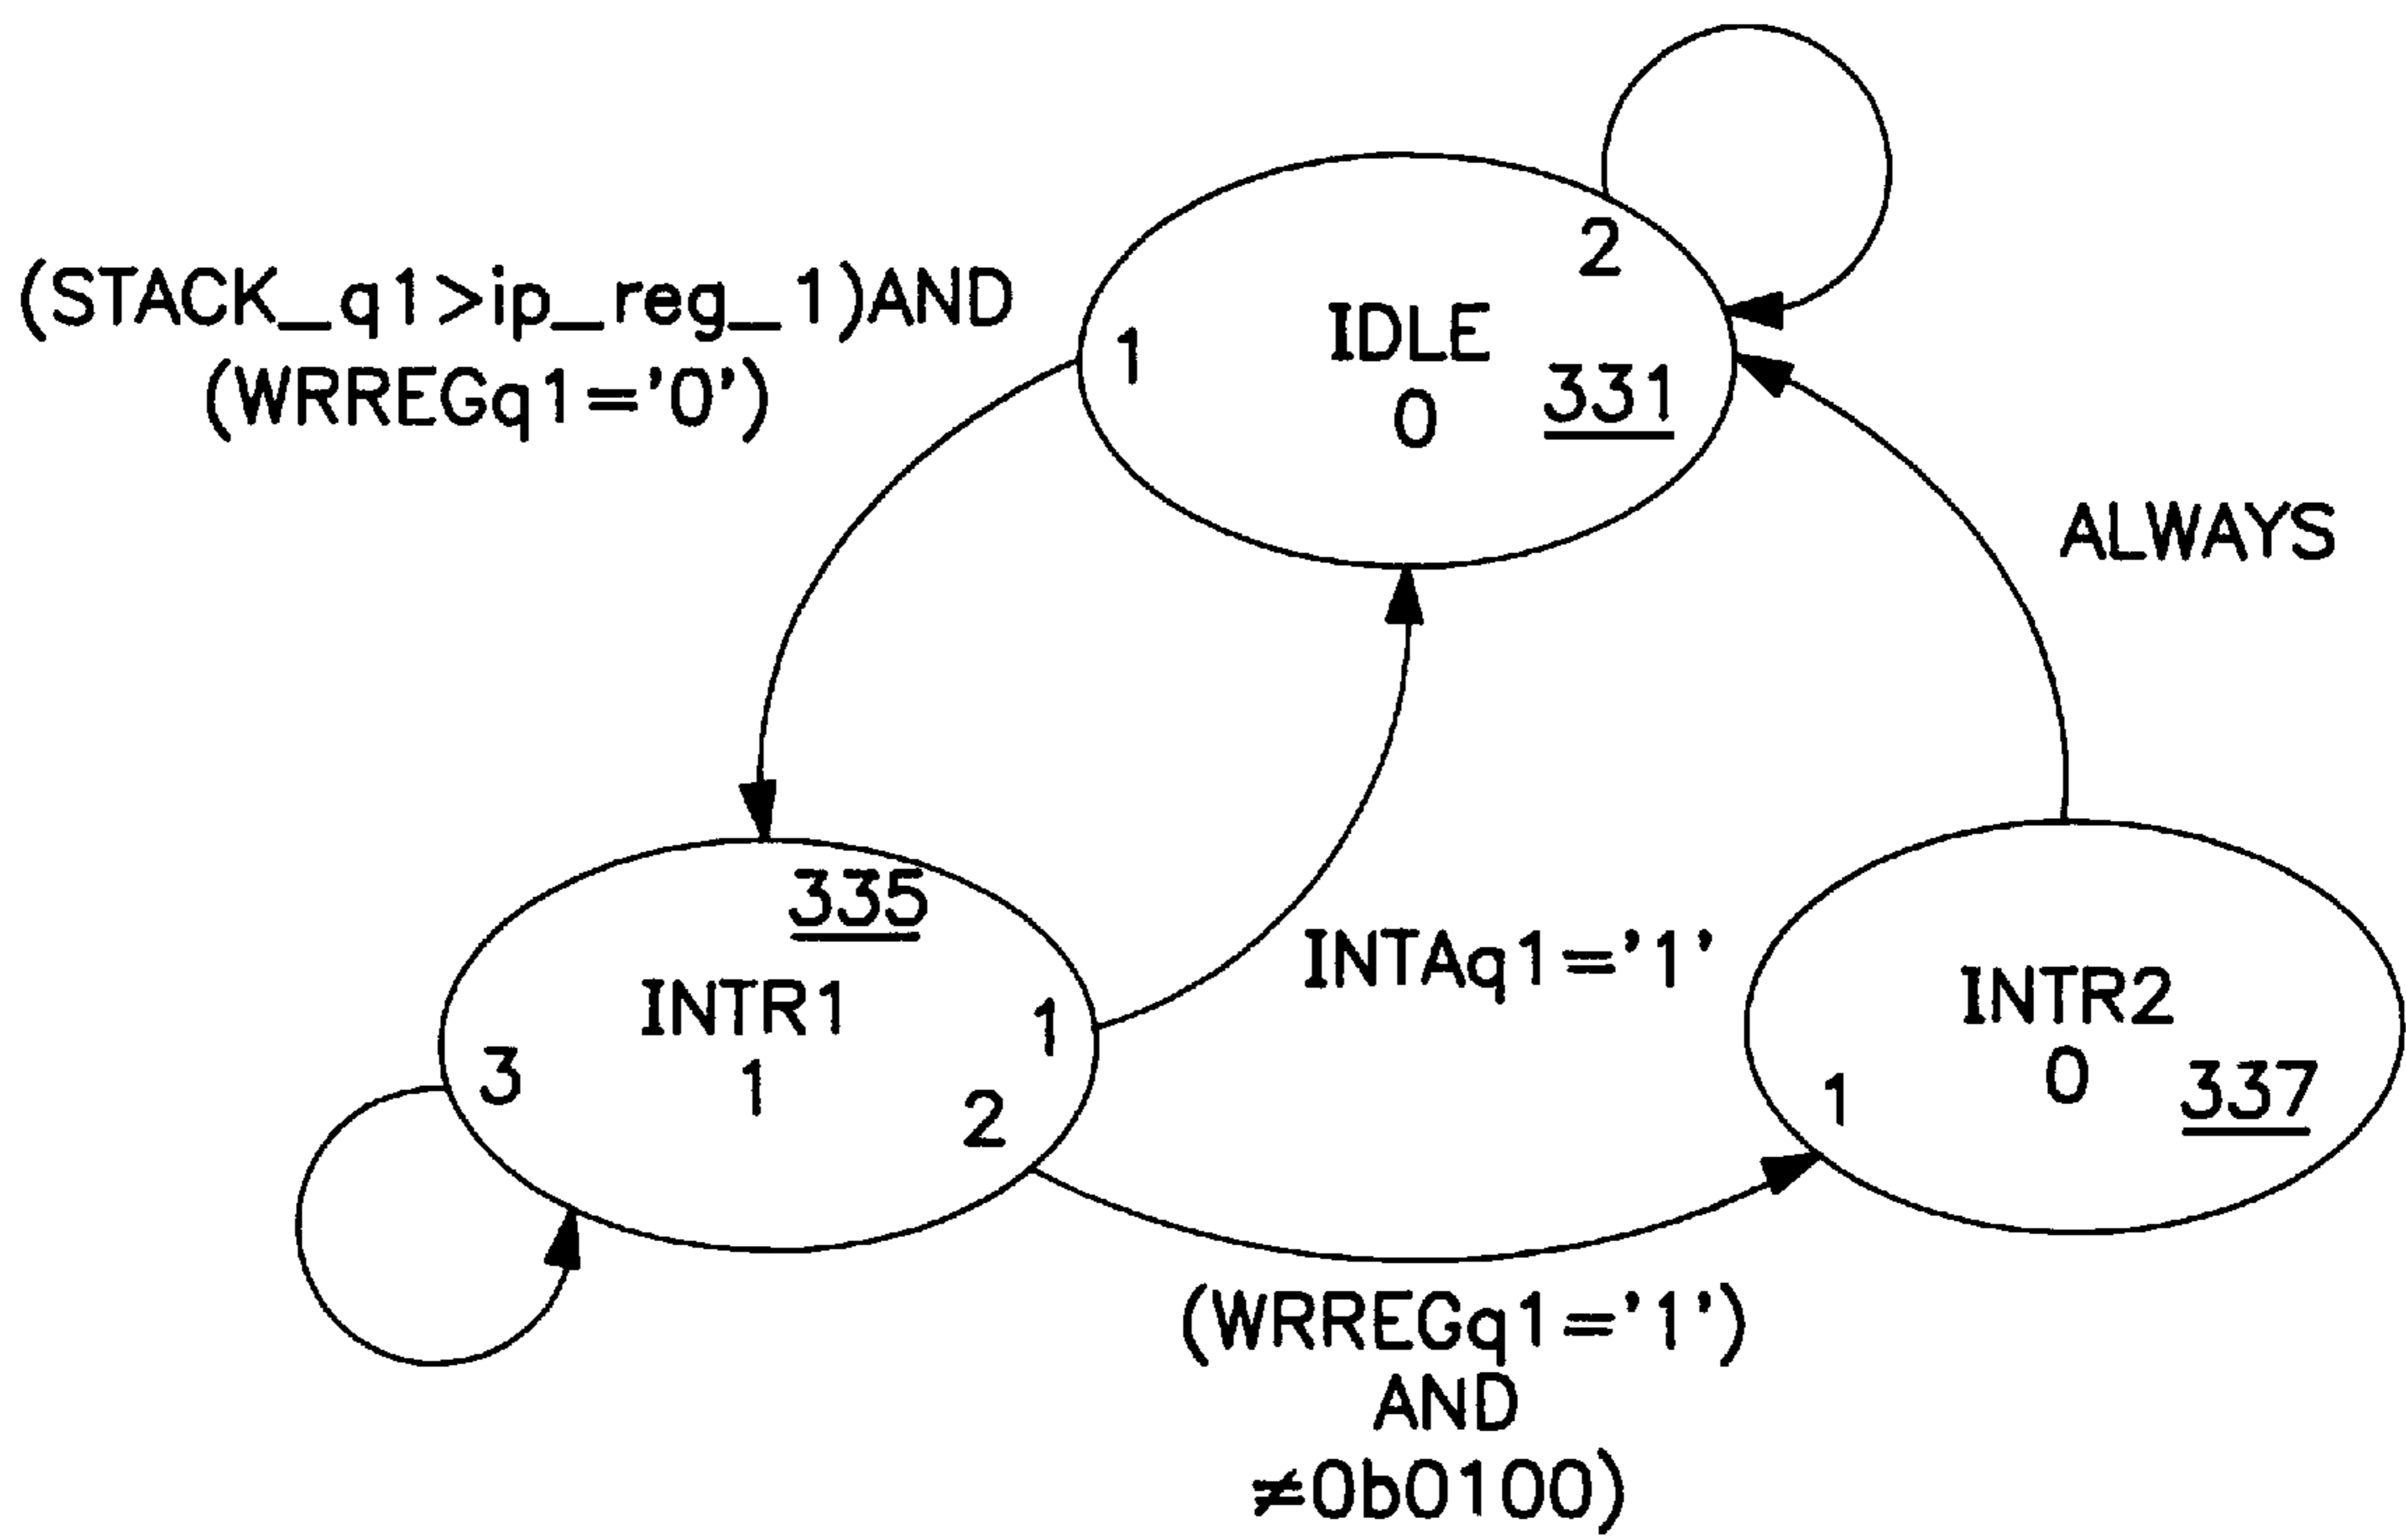 2
(STACK_q1>ip_reg_1)AND
(WRREGq1='0')
1
IDLE
331
0
ALWAYS
335
INTR1
1
3
1
2
INTAq1='1'
INTR2
0
337
1
(WRREGq1='1')
AND
≠0b0100)